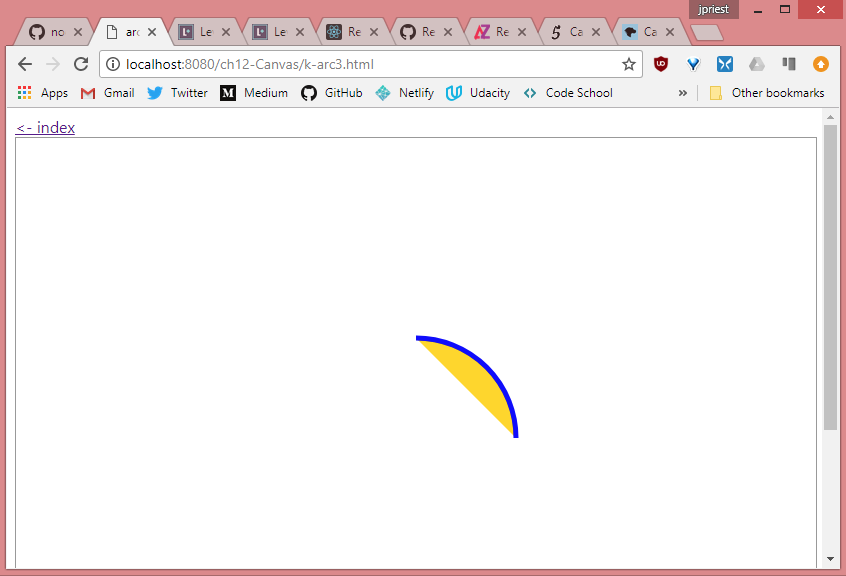 jpriest
no
arc
Le
Le
Re
Re
Re
Ca
Ca
localhost:8080/ch12-Canvas/k-arc3.html
Apps Gmail Twitter Medium GitHub Netlify Udacity Code School » Other bookmarks
<- index